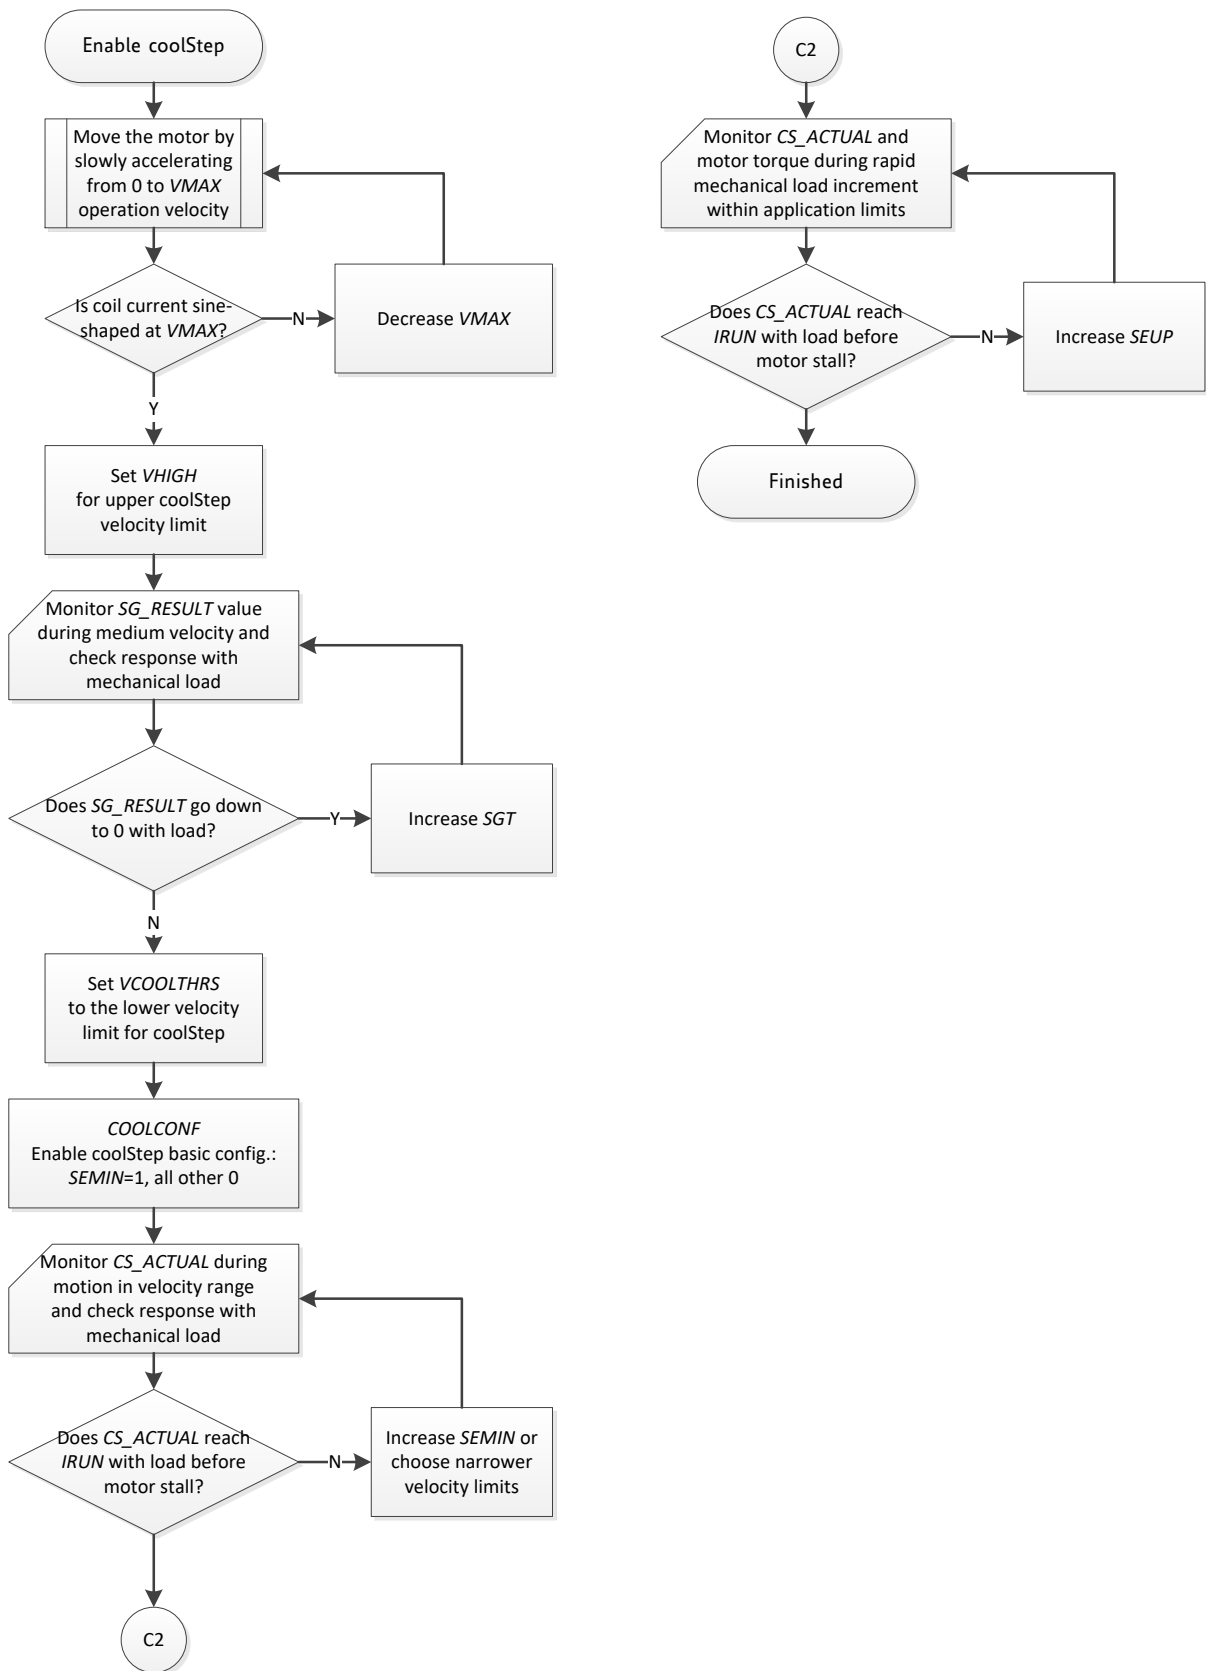 Enable coolStep
Move the motor by
slowly accelerating
from 0 to VMAX
operation velocity
Is coil current sine-
shaped at VMAX?
N
Decrease VMAX
Y
Set VHIGH
for upper coolStep
velocity limit
Monitor SG_RESULT value
during medium velocity and
check response with
mechanical load
Does SG_RESULT go down
to 0 with load?
Y
Increase SGT
N
Set VCOOLTHRS
to the lower velocity
limit for coolStep
COOLCONF
Enable coolStep basic config.:
SEMIN=1, all other 0
Monitor CS_ACTUAL during
motion in velocity range
and check response with
mechanical load
Does CS_ACTUAL reach
IRUN with load before
motor stall?
N
Increase SEMIN or
choose narrower
velocity limits
C2
C2
Monitor CS_ACTUAL and
motor torque during rapid
mechanical load increment
within application limits
Does CS_ACTUAL reach
IRUN with load before
motor stall?
N
Increase SEUP
Finished